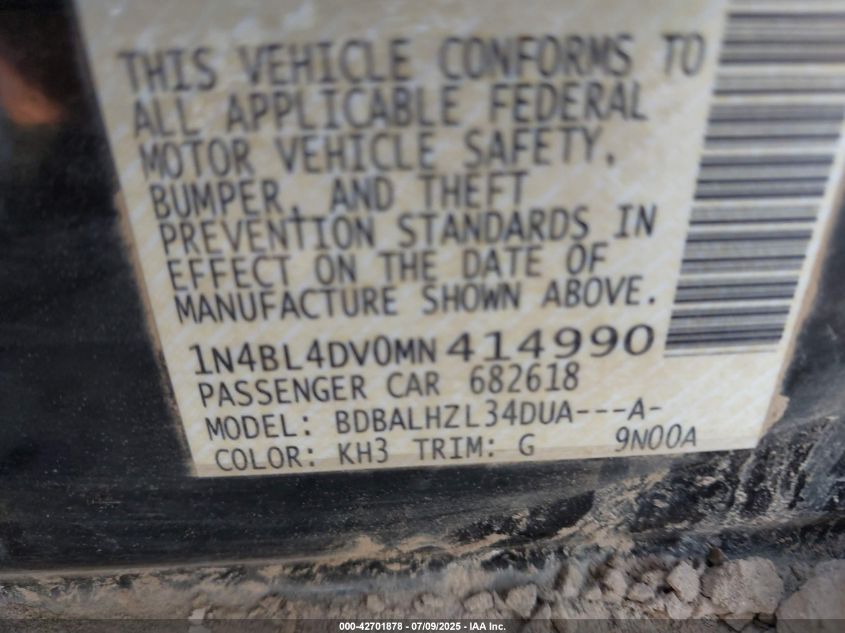 THIS VEHICLE CONFORMS TO
ALL APPLICABLE FEDERAL
MOTOR VEHICLE SAFETY,
BUMPER, AND THEFT
PREVENTION STANDARDS IN
EFFECT ON THE DATE OF
MANUFACTURE SHOWN ABOVE.
1N4BL4DV0MN 414990
PASSENGER CAR 682618
MODEL: BDBALHZL34DUA---A-
COLOR: KH3 TRIM: G 9N00A
000-42701878 - 07/09/2025 - IAA Inc.